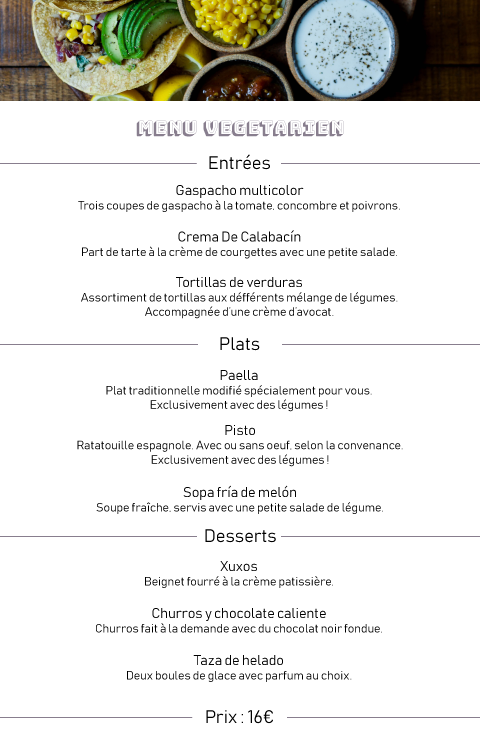 MENU VEGETARIEN
Entrées
Gaspacho multicolor
Trois coupes de gaspacho à la tomate, concombre et poivrons.
Crema De Calabacín
Part de tarte à la crème de courgettes avec une petite salade.
Tortillas de verduras
Assortiment de tortillas aux défférents mélange de légumes.
Accompagnée d'une crème d'avocat.
Plats
Paella
Plat traditionnelle modifié spécialement pour vous.
Exclusivement avec des légumes !
Pisto
Ratatouille espagnole. Avec ou sans oeuf, selon la convenance.
Exclusivement avec des légumes !
Sopa fría de melón
Soupe fraîche, servis avec une petite salade de légume.
Desserts
Xuxos
Beignet fourré à la crème patissière.
Churros y chocolate caliente
Churros fait à la demande avec du chocolat noir fondue.
Taza de helado
Deux boules de glace avec parfum au choix.
Prix : 16€